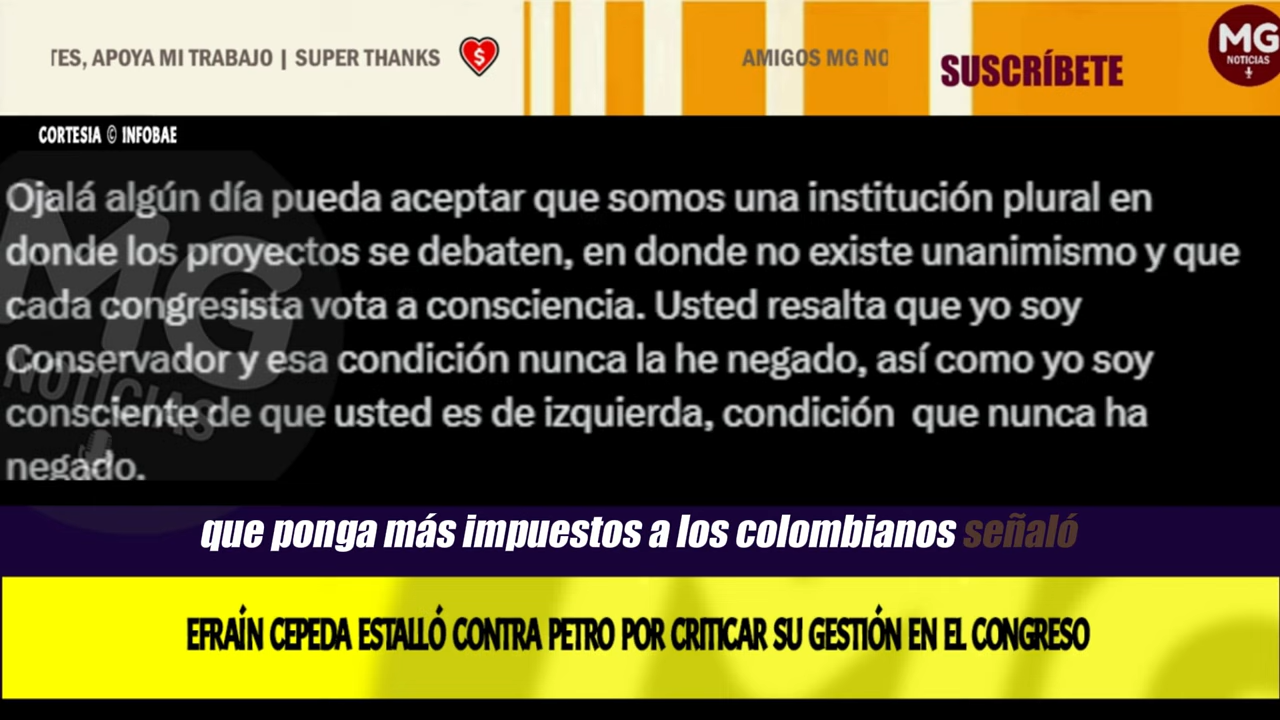 TES, APOYA MI TRABAJO | SUPER THANKS
AMIGOS MG
SUSCRÍBETE
MG
NOTICIAS
CORTESIA © INFOBAE
Ojalá algún día pueda aceptar que somos una institución plural en
donde los proyectos se debaten, en donde no existe unanimismo y que
cada congresista vota a consciencia. Usted resalta que yo soy
Conservador y esa condición nunca la he negado, así como yo soy
consciente de que usted es de izquierda, condición que nunca ha
negado.
MG
NOTICIAS
que ponga más impuestos a los colombianos señaló
EFRAÍN CEPEDA ESTALLÓ CONTRA PETRO POR CRITICAR SU GESTIÓN EN EL CONGRESO